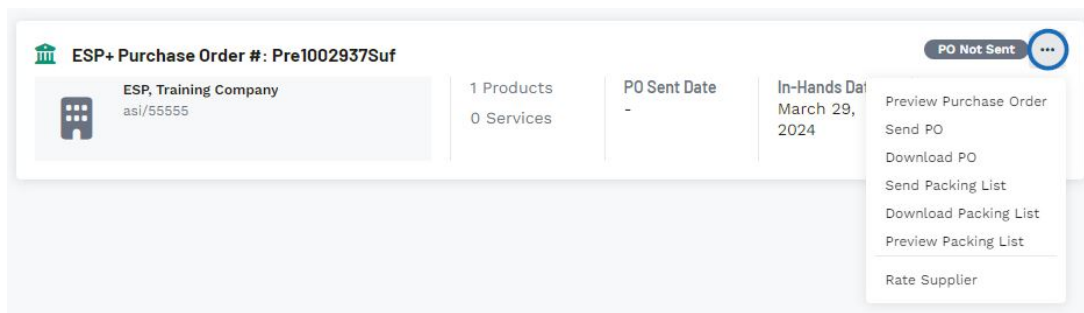 ESP+ Purchase Order #: Pre1002937Suf
PO Not Sent
ESP, Training Company
asi/55555
1 Products
0 Services
PO Sent Date
-
In-Hands Dat
March 29,
2024
Preview Purchase Order
Send PO
Download PO
Send Packing List
Download Packing List
Preview Packing List
Rate Supplier